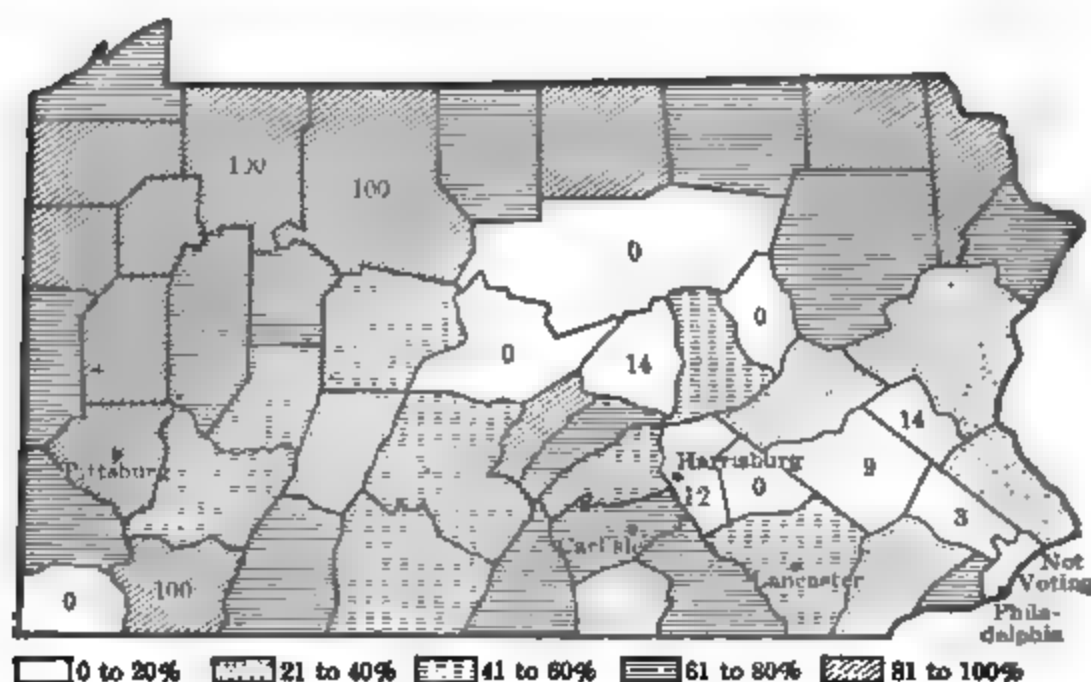 100
100
0
0
0
14
14
Pittsburg
Harrisburg
9
12
0
3
Carlisle
Lancaster
100
0
Not
Voting
Phila-
delphia
0 to 20% 21 to 40% 41 to 60% 61 to 80% 81 to 100%